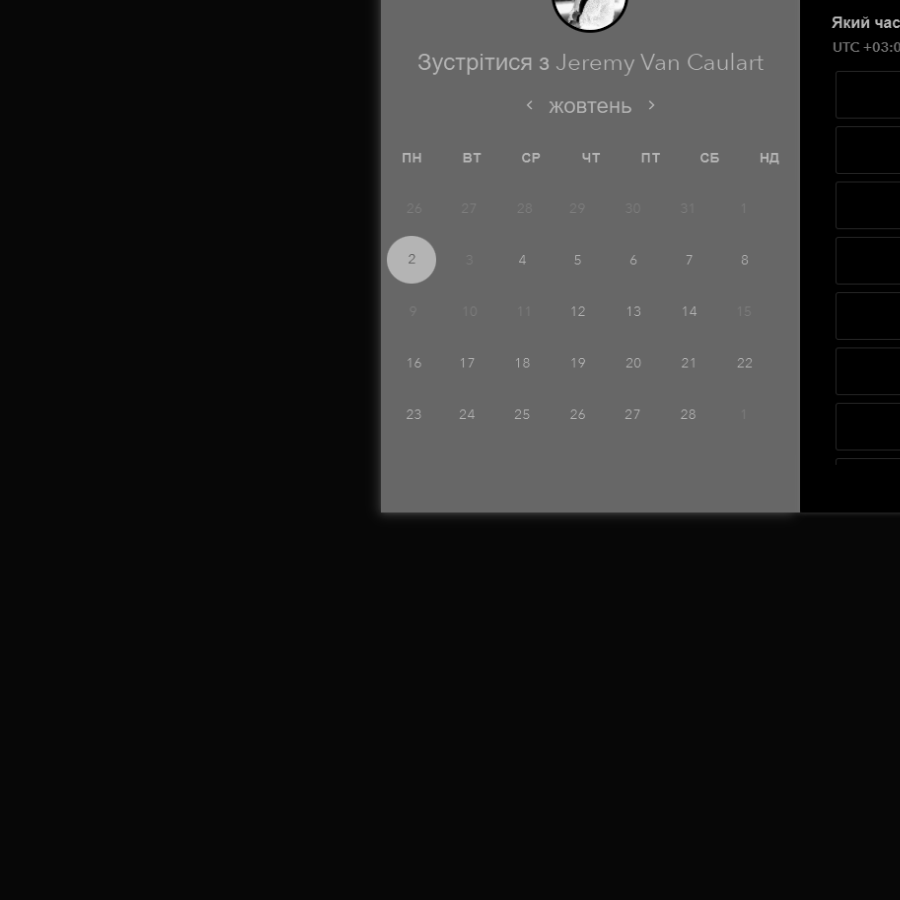 Зустрітися з Jeremy Van Caulart
жовтень
ПН ВТ СР ЧТ ПТ СБ НД
26 27 28 29 30 31 1
2 3 4 5 6 7 8
9 10 11 12 13 14 15
16 17 18 19 20 21 22
23 24 25 26 27 28 1
Який час
UTC +03:0